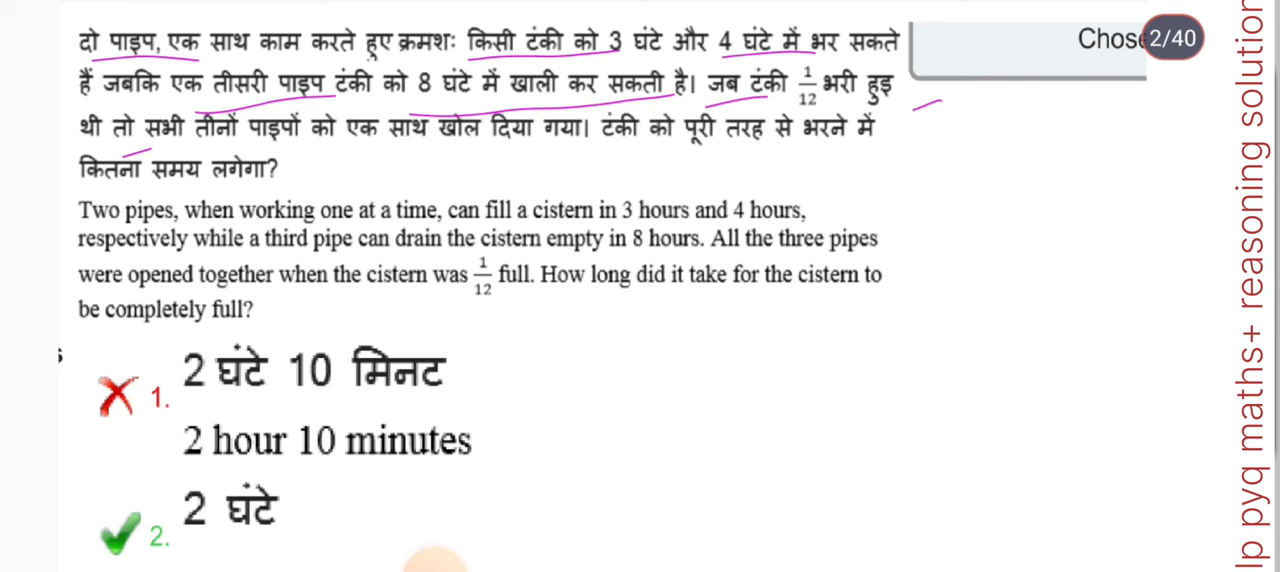 दो पाइप, एक साथ काम करते हुए क्रमशः किसी टंकी को 3 घंटे और 4 घंटे में भर सकते
हैं जबकि एक तीसरी पाइप टंकी को 8 घंटे में खाली कर सकती है। जब टंकी 1/12 भरी हुइ
थी तो सभी तीनों पाइपों को एक साथ खोल दिया गया। टंकी को पूरी तरह से भरने में
कितना समय लगेगा?
Two pipes, when working one at a time, can fill a cistern in 3 hours and 4 hours,
respectively while a third pipe can drain the cistern empty in 8 hours. All the three pipes
were opened together when the cistern was 1/12 full. How long did it take for the cistern to
be completely full?
1. 2 घंटे 10 मिनट
2 hour 10 minutes
2. 2 घंटे
Chose
2/40
lp pyq maths+ reasoning solution